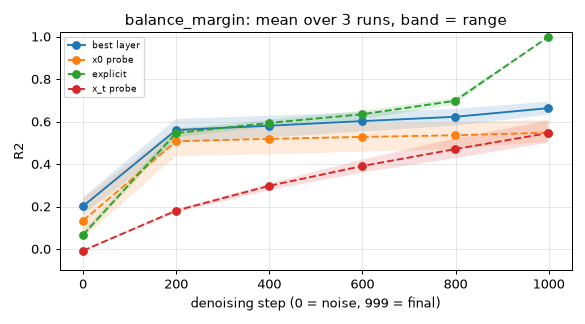 balance_margin: mean over 3 runs, band = range
best layer
x0 probe
explicit
x_t probe
R2
1.0
0.8
0.6
0.4
0.2
0.0
0
200
400
600
800
1000
denoising step (0 = noise, 999 = final)